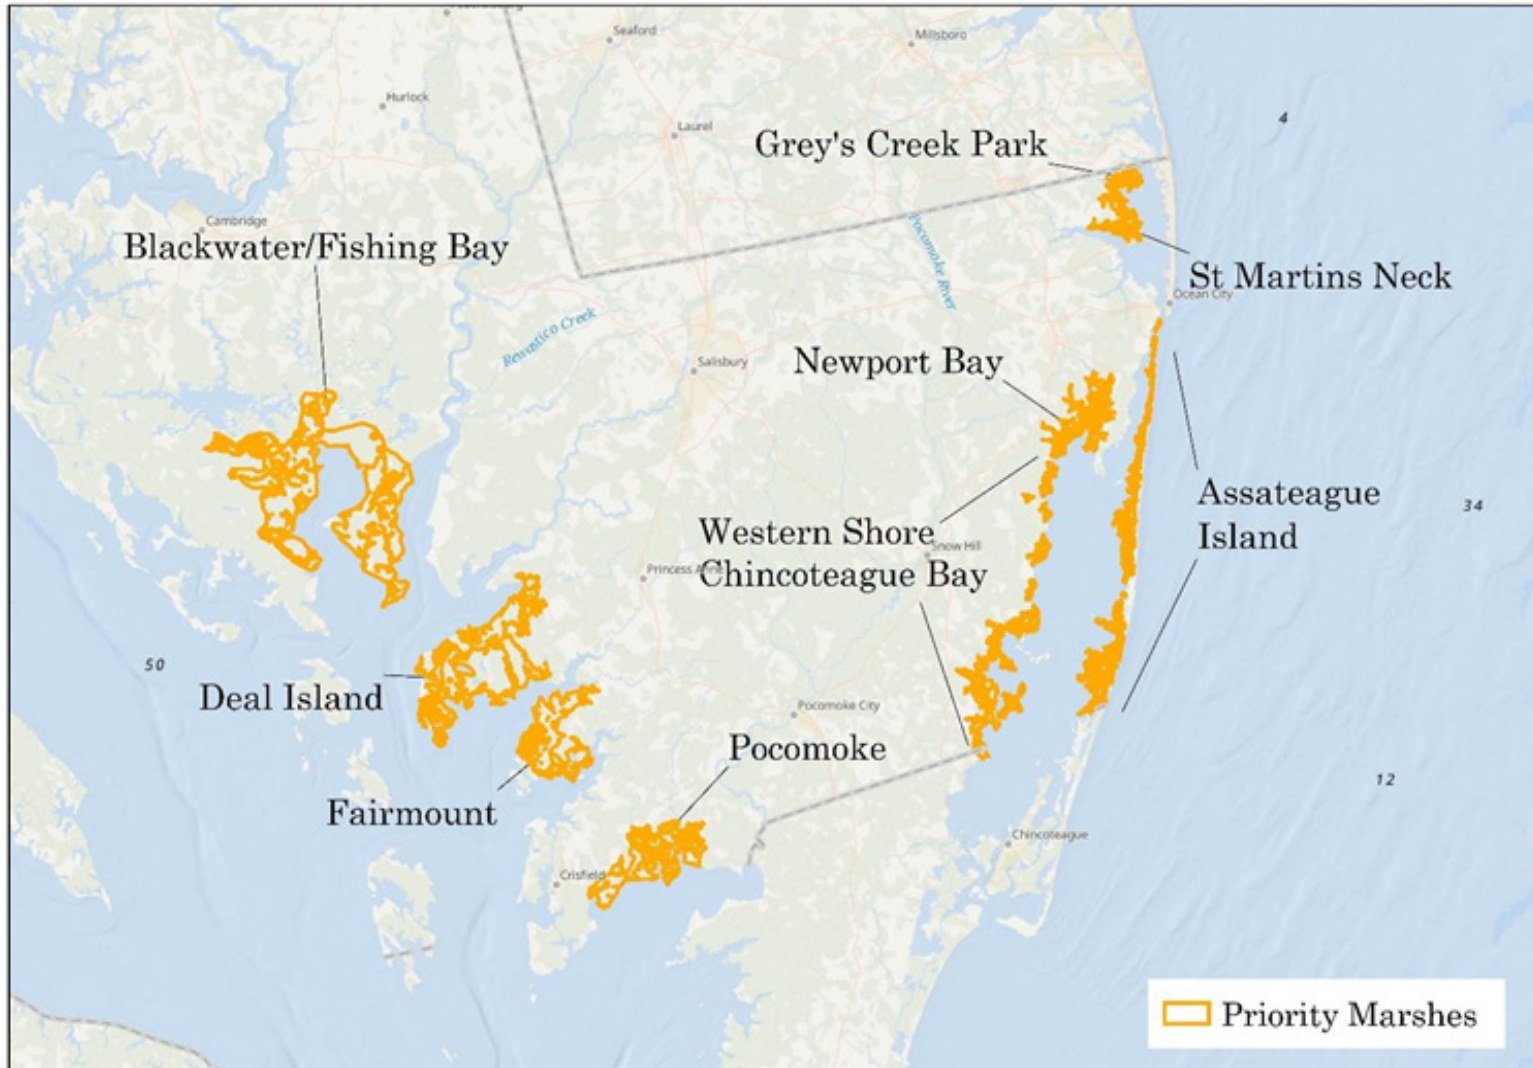 Seaford
Millsboro
Hurlock
4
Laurel
Grey's Creek Park
Cambridge
Blackwater/Fishing Bay
Pocomoke River
St Martins Neck
Ocean City
Rewastico Creek
Newport Bay
Salisbury
Assateague
Island
34
Western Shore
Snow Hill
Chincoteague Bay
Princess Anne
50
Deal Island
Pocomoke City
Pocomoke
12
Fairmount
Chincoteague
Crisfield
Priority Marshes